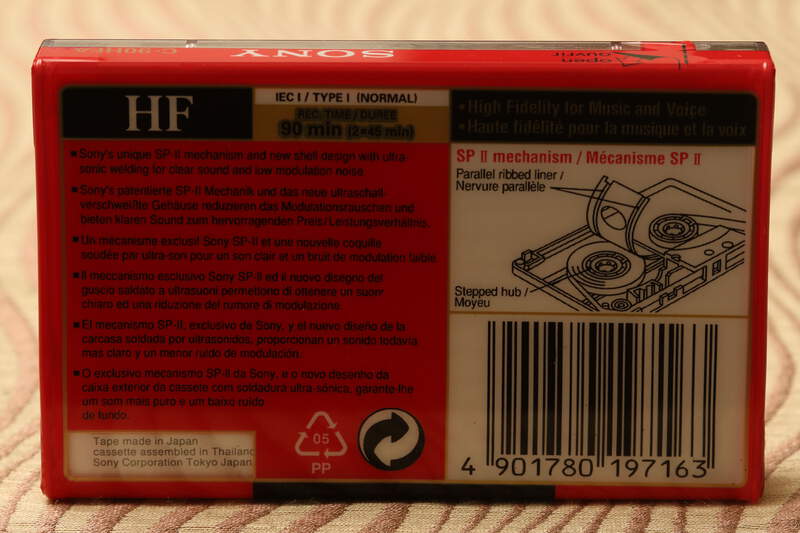 C-90HFA
SONY
open
ouvrir
HF
IEC I / TYPE I (NORMAL)
REC. TIME / DURÉE
90 min (2×45 min)
• High Fidelity for Music and Voice
• Haute fidélité pour la musique et la voix
■ Sony's unique SP-II mechanism and new shell design with ultra-
sonic welding for clear sound and low modulation noise.
■ Sony's patentierte SP-II Mechanik und das neue ultraschall-
verschweißte Gehäuse reduzieren das Modulationsrauschen und
bieten klaren Sound zum hervorragenden Preis/Leistungsverhältnis.
■ Un mécanisme exclusif Sony SP-II et une nouvelle coquille
soudée par ultra-son pour un son clair et un bruit de modulation faible.
■ Il meccanismo esclusivo Sony SP-II ed il nuovo disegno del
guscio saldato a ultrasuoni permettono di ottenere un suono
chiaro ed una riduzione del rumore di modulazione.
■ El mecanismo SP-II, exclusivo de Sony, y el nuevo diseño de la
carcasa soldada por ultrasonidos, proporcionan un sonido todavía
mas claro y un menor ruido de modulación.
■ O exclusivo mecanismo SP-II da Sony, e o novo desenho da
caixa exterior da cassete com soldadura ultra-sónica, garante-lhe
um som mais puro e um baixo ruído
de fundo.
SP II mechanism / Mécanisme SP II
Parallel ribbed liner /
Nervure parallèle
Stepped hub /
Moyeu
Tape made in Japan
cassette assembled in Thailand
Sony Corporation Tokyo Japan
05
PP
4 901780 197163